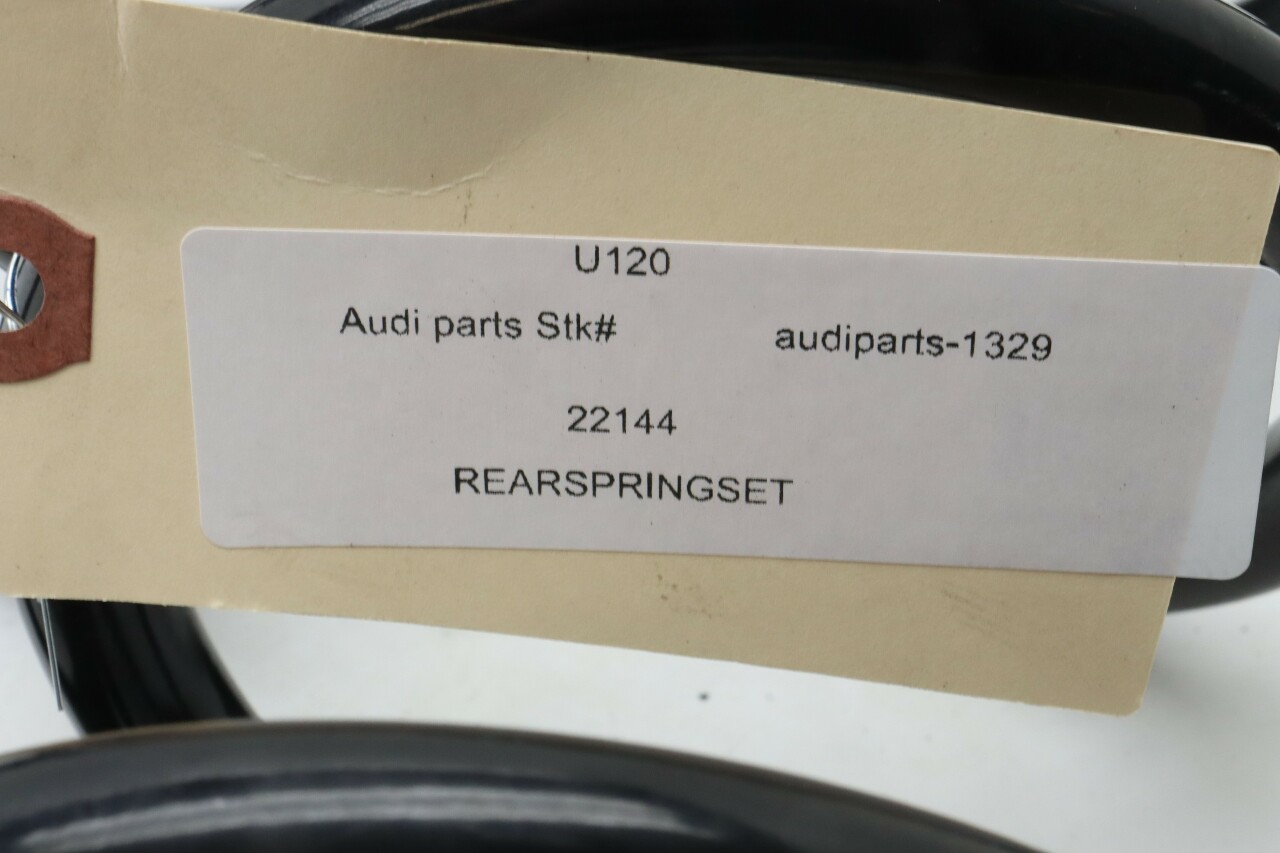 U120
Audi parts Stk# audiparts-1329
22144
REARSPRINGSET